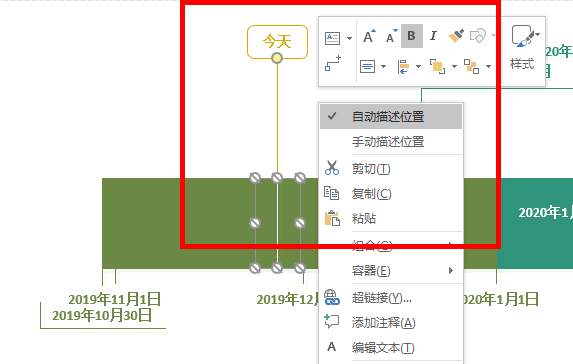 今天
A A B I
样式
自动描述位置
手动描述位置
剪切(T)
复制(C)
粘贴
2020年1月
组合(G)
容器(E)
2019年11月1日
2019年12月
2020年1月1日
2019年10月30日
超链接(Y)...
添加注释(A)
A 编辑文本(T)